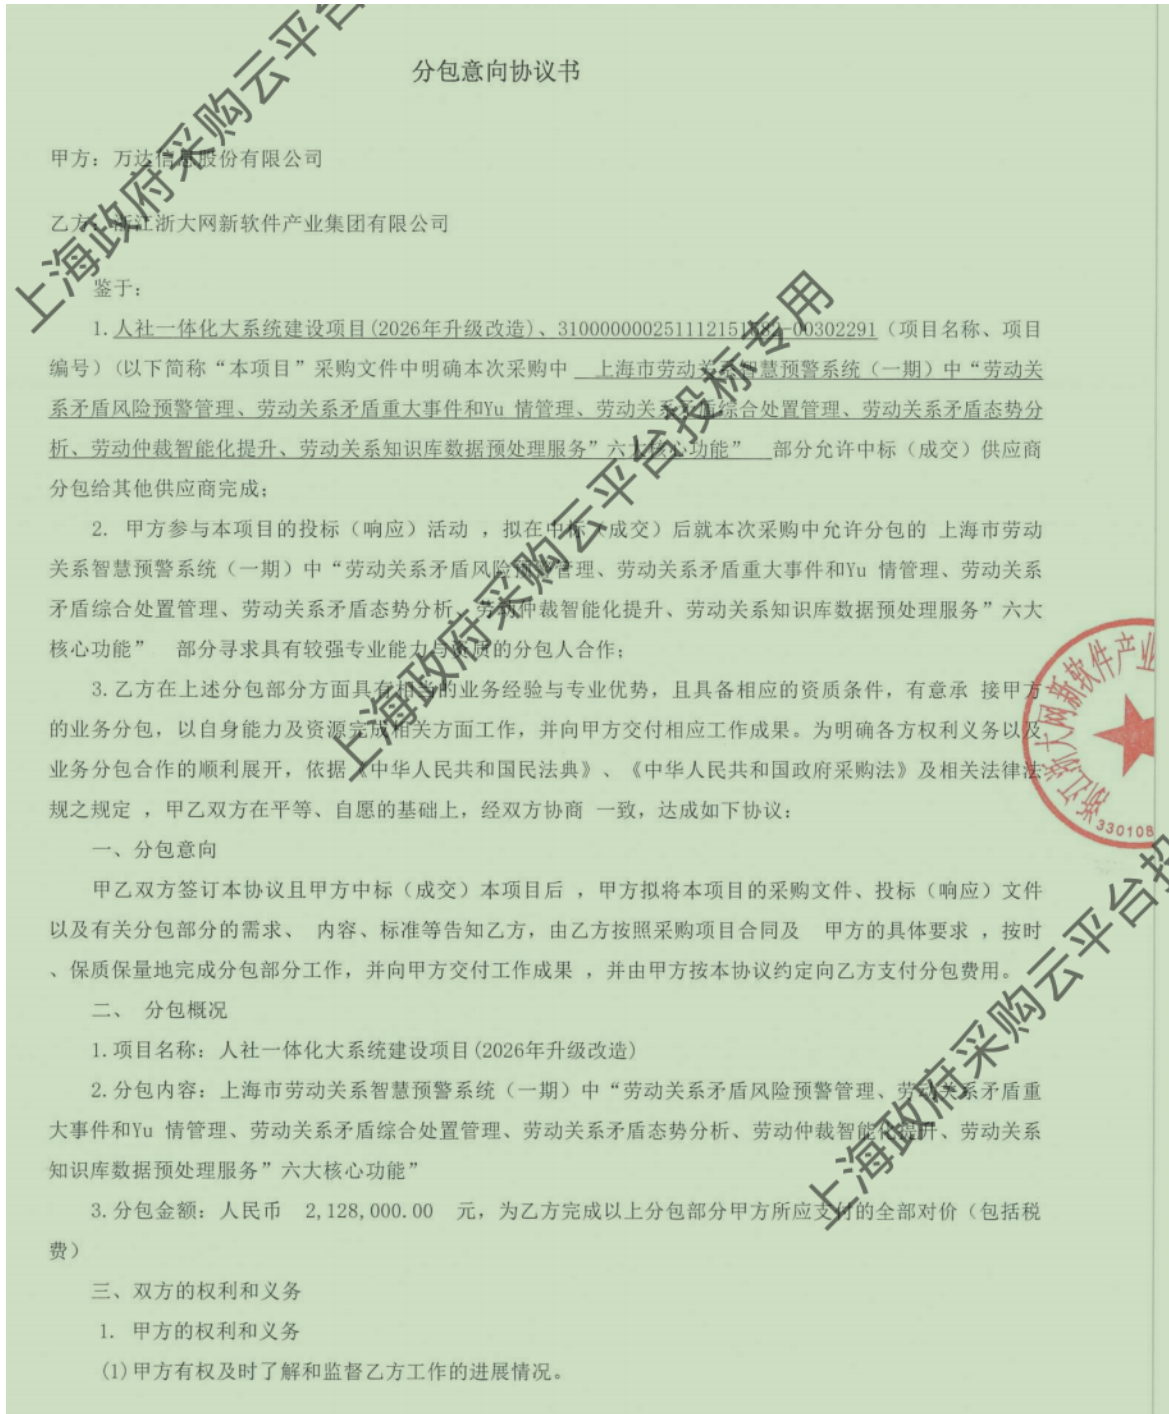 分包意向协议书
甲方：万达信息股份有限公司
乙方：浙江浙大网新软件产业集团有限公司
鉴于：
1.人社一体化大系统建设项目(2026年升级改造)、310000000251112151582-00302291（项目名称、项目
编号）（以下简称“本项目”采购文件中明确本次采购中 上海市劳动关系智慧预警系统（一期）中“劳动关
系矛盾风险预警管理、劳动关系矛盾重大事件和Yu 情管理、劳动关系矛盾综合处置管理、劳动关系矛盾态势分
析、劳动仲裁智能化提升、劳动关系知识库数据预处理服务”六大核心功能” 部分允许中标（成交）供应商
分包给其他供应商完成；
2. 甲方参与本项目的投标（响应）活动 ，拟在中标（成交）后就本次采购中允许分包的 上海市劳动
关系智慧预警系统（一期）中“劳动关系矛盾风险预警管理、劳动关系矛盾重大事件和Yu 情管理、劳动关系
矛盾综合处置管理、劳动关系矛盾态势分析、劳动仲裁智能化提升、劳动关系知识库数据预处理服务”六大
核心功能” 部分寻求具有较强专业能力与资质的分包人合作；
3.乙方在上述分包部分方面具有相当的业务经验与专业优势，且具备相应的资质条件，有意承 接甲方
的业务分包，以自身能力及资源完成相关方面工作，并向甲方交付相应工作成果。为明确各方权利义务以及
业务分包合作的顺利展开，依据《中华人民共和国民法典》、《中华人民共和国政府采购法》及相关法律法
规之规定 ，甲乙双方在平等、自愿的基础上，经双方协商 一致，达成如下协议：
一、分包意向
甲乙双方签订本协议且甲方中标（成交）本项目后 ，甲方拟将本项目的采购文件、投标（响应）文件
以及有关分包部分的需求、 内容、标准等告知乙方，由乙方按照采购项目合同及 甲方的具体要求 ，按时
、保质保量地完成分包部分工作，并向甲方交付工作成果 ，并由甲方按本协议约定向乙方支付分包费用。
二、 分包概况
1.项目名称：人社一体化大系统建设项目(2026年升级改造)
2.分包内容：上海市劳动关系智慧预警系统（一期）中“劳动关系矛盾风险预警管理、劳动关系矛盾重
大事件和Yu 情管理、劳动关系矛盾综合处置管理、劳动关系矛盾态势分析、劳动仲裁智能化提升、劳动关系
知识库数据预处理服务”六大核心功能”
3.分包金额：人民币 2,128,000.00 元，为乙方完成以上分包部分甲方所应支付的全部对价（包括税
费）
三、双方的权利和义务
1. 甲方的权利和义务
(1)甲方有权及时了解和监督乙方工作的进展情况。
上海政府采购云平台
上海政府采购云平台投标专用
上海政府采购云平台投
浙江浙大网新软件产业
330108